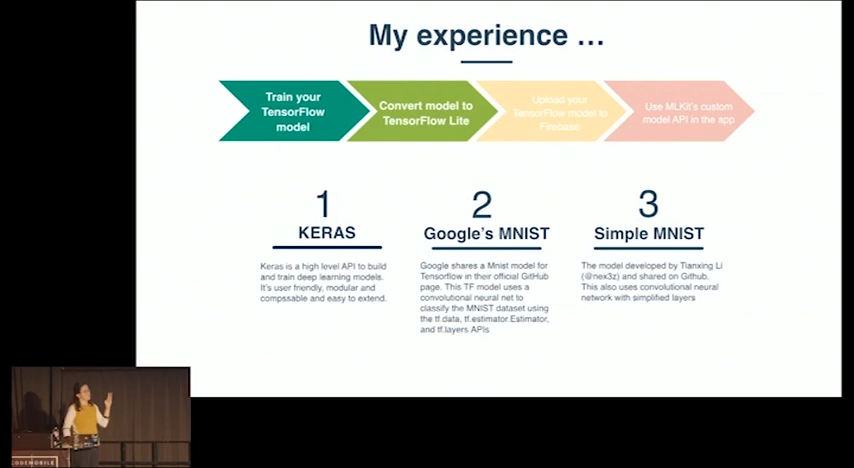 My experience ...
Train your
TensorFlow
model
Convert model to
TensorFlow Lite
Upload your
TensorFlow model to
Firebase
Use MLKit's custom
model API in the app
1
KERAS
Keras is a high level API to build
and train deep learning models.
It's user friendly, modular and
compssable and easy to extend.
2
Google's MNIST
Google shares a Mnist model for
Tensorflow in their official GitHub
page. This TF model uses a
convolutional neural net to
classify the MNIST dataset using
the tf.data, tf.estimator.Estimator,
and tf.layers APIs
3
Simple MNIST
The model developed by Tianxing Li
(@nex3z) and shared on Github.
This also uses convolutional neural
network with simplified layers
CODEMOBILE